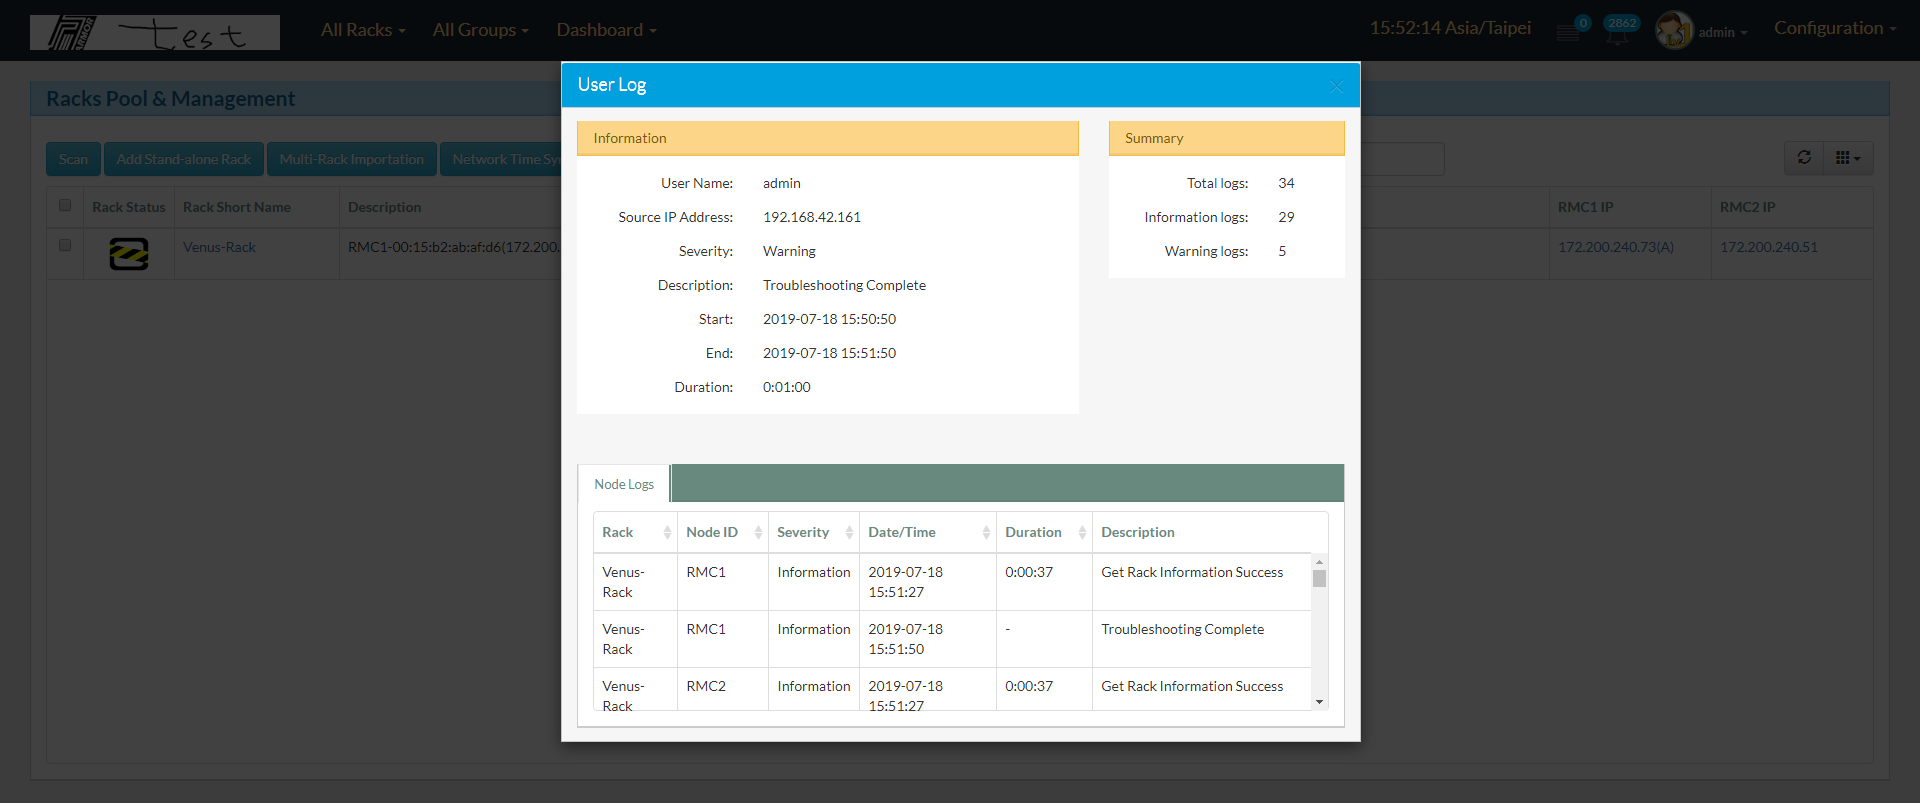 test
All Racks
All Groups
Dashboard
15:52:14 Asia/Taipei
0
2862
admin
Configuration
Racks Pool & Management
Scan
Add Stand-alone Rack
Multi-Rack Importation
Network Time
Rack Status
Rack Short Name
Description
RMC1 IP
RMC2 IP
Venus-Rack
RMC1-00:15:b2:ab:af:d6(172.200.
172.200.240.73(A)
172.200.240.51
User Log
Information
User Name: admin
Source IP Address: 192.168.42.161
Severity: Warning
Description: Troubleshooting Complete
Start: 2019-07-18 15:50:50
End: 2019-07-18 15:51:50
Duration: 0:01:00
Summary
Total logs: 34
Information logs: 29
Warning logs: 5
Node Logs
Rack Node ID Severity Date/Time Duration Description
Venus- RMC1 Information 2019-07-18 0:00:37 Get Rack Information Success
Rack 15:51:27
Venus- RMC1 Information 2019-07-18 - Troubleshooting Complete
Rack 15:51:50
Venus- RMC2 Information 2019-07-18 0:00:37 Get Rack Information Success
Rack 15:51:27